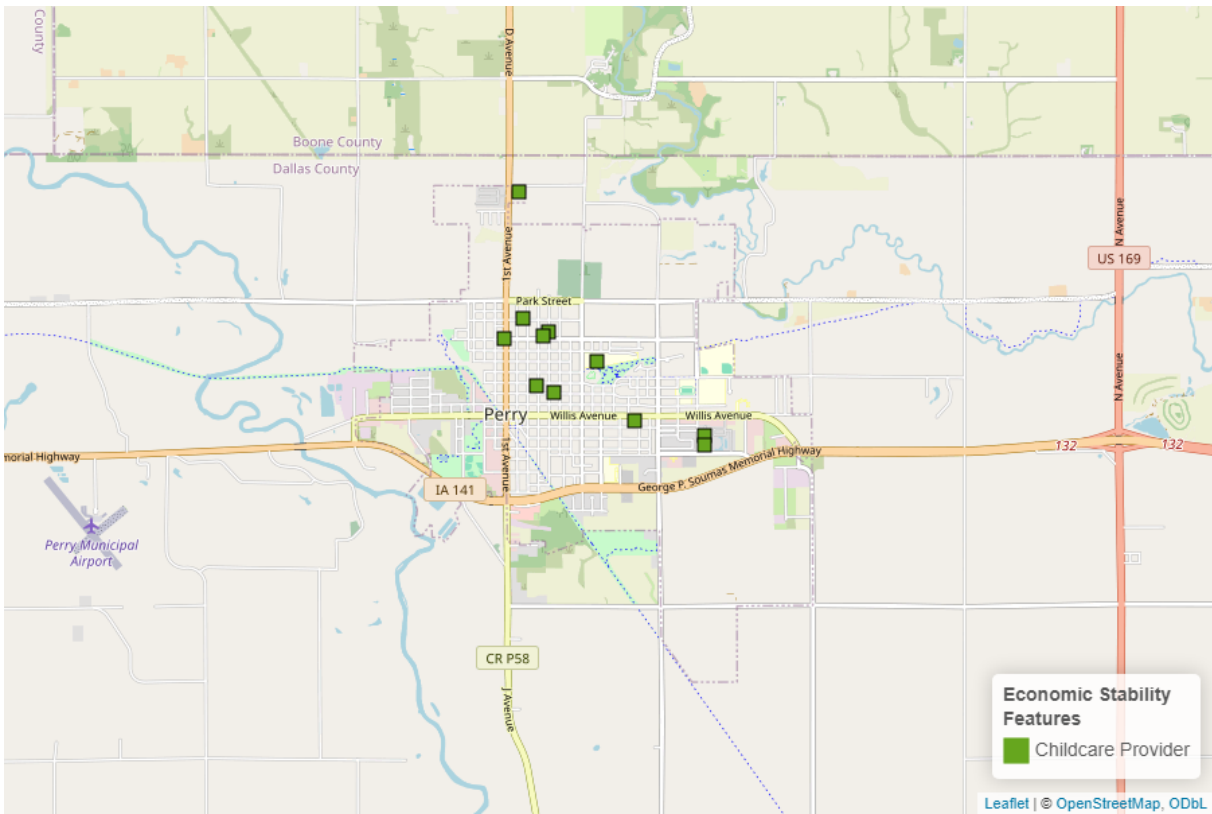 County
D Avenue
Boone County
Dallas County
N Avenue
1st Avenue
US 169
Park Street
N Avenue
Perry
Willis Avenue
Willis Avenue
morial Highway
1st Avenue
132
132
George P. Soumas Memorial Highway
IA 141
Perry Municipal
Airport
CR P58
J Avenue
Economic Stability
Features
Childcare Provider
Leaflet | © OpenStreetMap, ODbL